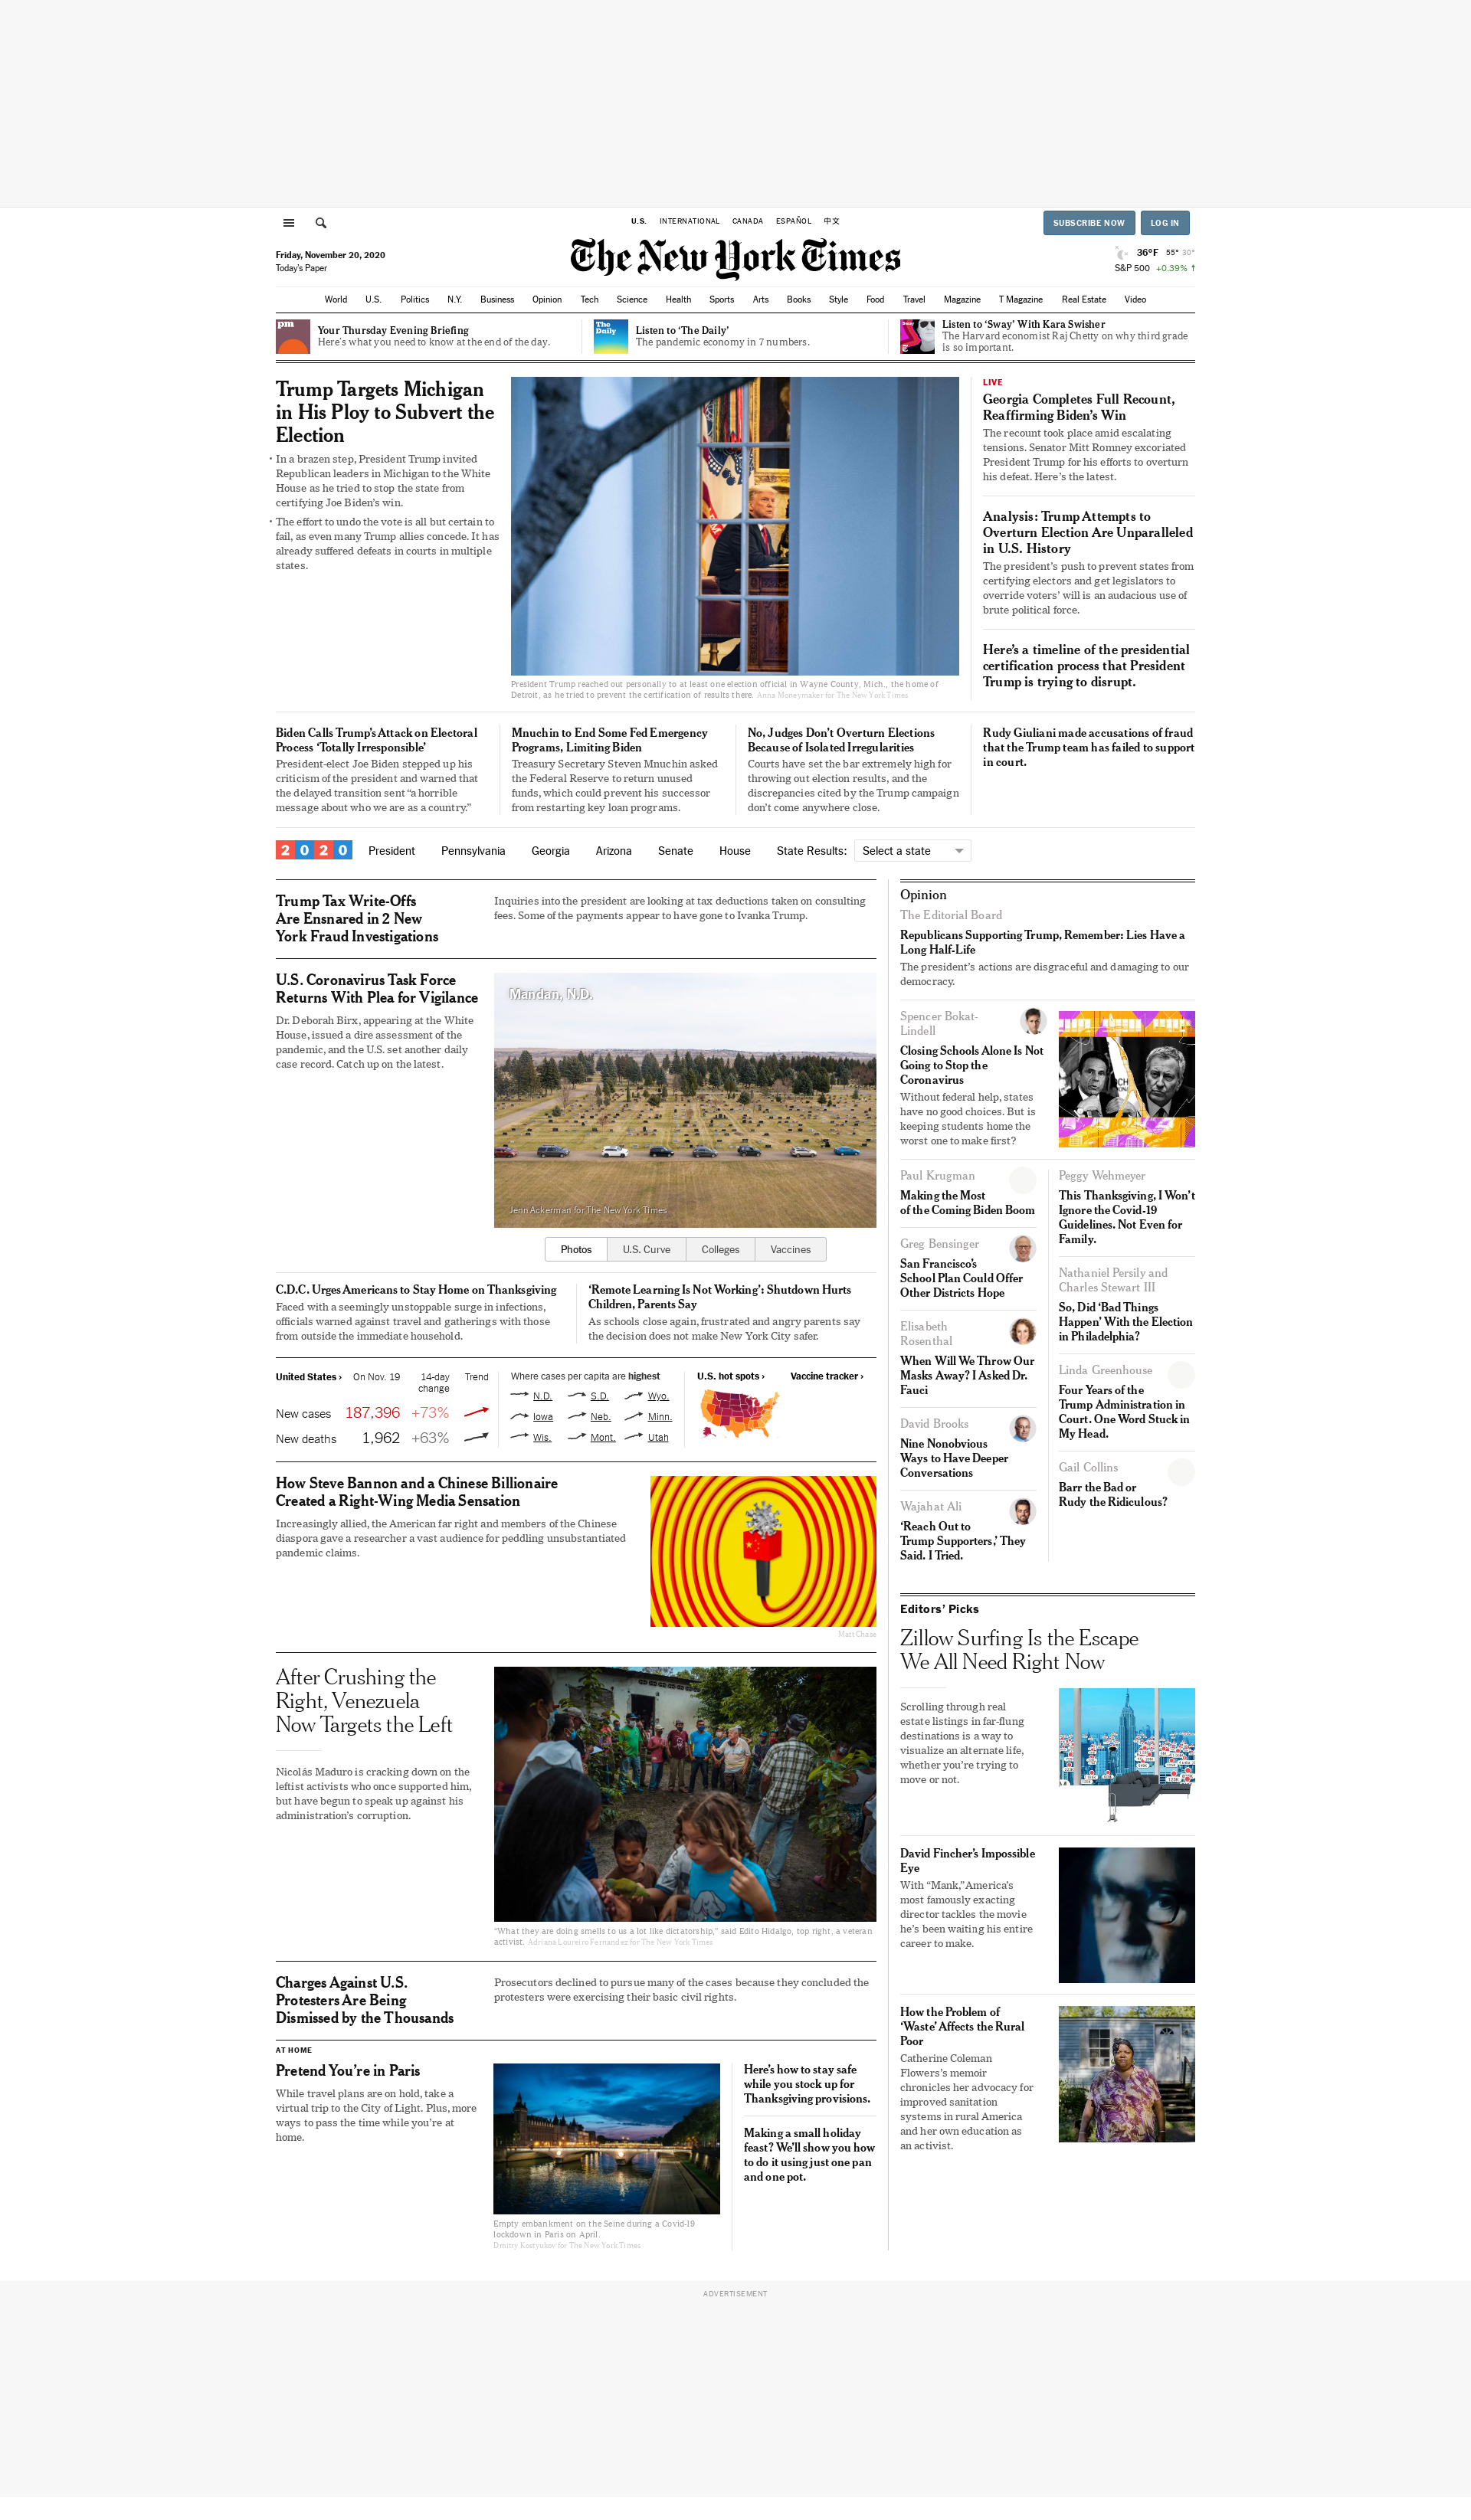 U.S. INTERNATIONAL CANADA ESPAÑOL 中文
SUBSCRIBE NOW LOG IN
Friday, November 20, 2020
Today's Paper
The New York Times
36°F 55° 30°
S&P 500 +0.39%
World U.S. Politics N.Y. Business Opinion Tech Science Health Sports Arts Books Style Food Travel Magazine T Magazine Real Estate Video
pm
Your Thursday Evening Briefing
Here's what you need to know at the end of the day.
The
Daily
Listen to 'The Daily'
The pandemic economy in 7 numbers.
Listen to 'Sway' With Kara Swisher
The Harvard economist Raj Chetty on why third grade
is so important.
Trump Targets Michigan
in His Ploy to Subvert the
Election
• In a brazen step, President Trump invited
Republican leaders in Michigan to the White
House as he tried to stop the state from
certifying Joe Biden's win.
• The effort to undo the vote is all but certain to
fail, as even many Trump allies concede. It has
already suffered defeats in courts in multiple
states.
President Trump reached out personally to at least one election official in Wayne County, Mich., the home of
Detroit, as he tried to prevent the certification of results there. Anna Moneymaker for The New York Times
LIVE
Georgia Completes Full Recount,
Reaffirming Biden's Win
The recount took place amid escalating
tensions. Senator Mitt Romney excoriated
President Trump for his efforts to overturn
his defeat. Here's the latest.
Analysis: Trump Attempts to
Overturn Election Are Unparalleled
in U.S. History
The president's push to prevent states from
certifying electors and get legislators to
override voters' will is an audacious use of
brute political force.
Here's a timeline of the presidential
certification process that President
Trump is trying to disrupt.
Biden Calls Trump's Attack on Electoral
Process 'Totally Irresponsible'
President-elect Joe Biden stepped up his
criticism of the president and warned that
the delayed transition sent "a horrible
message about who we are as a country."
Mnuchin to End Some Fed Emergency
Programs, Limiting Biden
Treasury Secretary Steven Mnuchin asked
the Federal Reserve to return unused
funds, which could prevent his successor
from restarting key loan programs.
No, Judges Don't Overturn Elections
Because of Isolated Irregularities
Courts have set the bar extremely high for
throwing out election results, and the
discrepancies cited by the Trump campaign
don't come anywhere close.
Rudy Giuliani made accusations of fraud
that the Trump team has failed to support
in court.
2020 President Pennsylvania Georgia Arizona Senate House State Results: Select a state
Trump Tax Write-Offs
Are Ensnared in 2 New
York Fraud Investigations
Inquiries into the president are looking at tax deductions taken on consulting
fees. Some of the payments appear to have gone to Ivanka Trump.
U.S. Coronavirus Task Force
Returns With Plea for Vigilance
Dr. Deborah Birx, appearing at the White
House, issued a dire assessment of the
pandemic, and the U.S. set another daily
case record. Catch up on the latest.
Mandan, N.D.
Jenn Ackerman for The New York Times
Photos U.S. Curve Colleges Vaccines
C.D.C. Urges Americans to Stay Home on Thanksgiving
Faced with a seemingly unstoppable surge in infections,
officials warned against travel and gatherings with those
from outside the immediate household.
'Remote Learning Is Not Working': Shutdown Hurts
Children, Parents Say
As schools close again, frustrated and angry parents say
the decision does not make New York City safer.
United States › On Nov. 19 14-day Trend
change
New cases 187,396 +73%
New deaths 1,962 +63%
Where cases per capita are highest
N.D. S.D. Wyo.
Iowa Neb. Minn.
Wis. Mont. Utah
U.S. hot spots › Vaccine tracker ›
How Steve Bannon and a Chinese Billionaire
Created a Right-Wing Media Sensation
Increasingly allied, the American far right and members of the Chinese
diaspora gave a researcher a vast audience for peddling unsubstantiated
pandemic claims.
Matt Chase
After Crushing the
Right, Venezuela
Now Targets the Left
Nicolás Maduro is cracking down on the
leftist activists who once supported him,
but have begun to speak up against his
administration's corruption.
"What they are doing smells to us a lot like dictatorship," said Edito Hidalgo, top right, a veteran
activist. Adriana Loureiro Fernandez for The New York Times
Charges Against U.S.
Protesters Are Being
Dismissed by the Thousands
Prosecutors declined to pursue many of the cases because they concluded the
protesters were exercising their basic civil rights.
AT HOME
Pretend You're in Paris
While travel plans are on hold, take a
virtual trip to the City of Light. Plus, more
ways to pass the time while you're at
home.
Empty embankment on the Seine during a Covid-19
lockdown in Paris on April.
Dmitry Kostyukov for The New York Times
Here's how to stay safe
while you stock up for
Thanksgiving provisions.
Making a small holiday
feast? We'll show you how
to do it using just one pan
and one pot.
Opinion
The Editorial Board
Republicans Supporting Trump, Remember: Lies Have a
Long Half-Life
The president's actions are disgraceful and damaging to our
democracy.
Spencer Bokat-
Lindell
Closing Schools Alone Is Not
Going to Stop the
Coronavirus
Without federal help, states
have no good choices. But is
keeping students home the
worst one to make first?
Paul Krugman
Making the Most
of the Coming Biden Boom
Greg Bensinger
San Francisco's
School Plan Could Offer
Other Districts Hope
Elisabeth
Rosenthal
When Will We Throw Our
Masks Away? I Asked Dr.
Fauci
David Brooks
Nine Nonobvious
Ways to Have Deeper
Conversations
Wajahat Ali
'Reach Out to
Trump Supporters,' They
Said. I Tried.
Peggy Wehmeyer
This Thanksgiving, I Won't
Ignore the Covid-19
Guidelines. Not Even for
Family.
Nathaniel Persily and
Charles Stewart III
So, Did 'Bad Things
Happen' With the Election
in Philadelphia?
Linda Greenhouse
Four Years of the
Trump Administration in
Court. One Word Stuck in
My Head.
Gail Collins
Barr the Bad or
Rudy the Ridiculous?
Editors' Picks
Zillow Surfing Is the Escape
We All Need Right Now
Scrolling through real
estate listings in far-flung
destinations is a way to
visualize an alternate life,
whether you're trying to
move or not.
David Fincher's Impossible
Eye
With "Mank," America's
most famously exacting
director tackles the movie
he's been waiting his entire
career to make.
How the Problem of
'Waste' Affects the Rural
Poor
Catherine Coleman
Flowers's memoir
chronicles her advocacy for
improved sanitation
systems in rural America
and her own education as
an activist.
ADVERTISEMENT